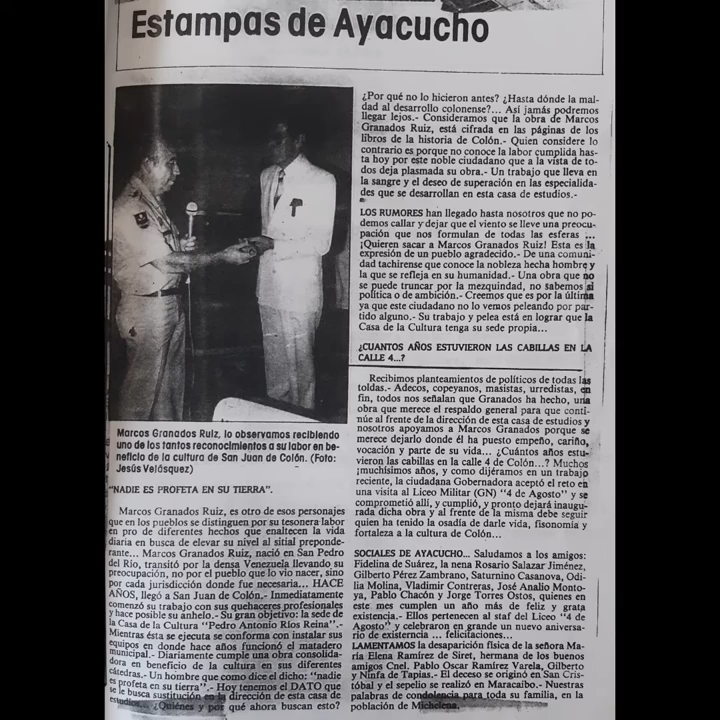 Estampas de Ayacucho
Marcos Granados Ruiz, lo observamos recibiendo
uno de los tantos reconocimientos a su labor en be-
neficio de la cultura de San Juan de Colón. (Foto:
Jesús Velásquez)
"NADIE ES PROFETA EN SU TIERRA".
Marcos Granados Ruiz, es otro de esos personajes
que en los pueblos se distinguen por su tesonera labor
en pro de diferentes hechos que enaltecen la vida
diaria en busca de elevar su nivel al sitial preponde-
rante... Marcos Granados Ruiz, nació en San Pedro
del Río, transitó por la densa Venezuela llevando su
preocupación, no por el pueblo que lo vio nacer, sino
por cada jurisdicción donde fue necesaria... HACE
AÑOS, llegó a San Juan de Colón.- Inmediatamente
comenzó su trabajo con sus quehaceres profesionales
y hace posible su anhelo.- Su gran objetivo: la sede de
la Casa de la Cultura "Pedro Antonio Ríos Reina".-
Mientras ésta se ejecuta se conforma con instalar sus
equipos en donde hace años funcionó el matadero
municipal.- Diariamente cumple una obra consolida-
dora en beneficio de la cultura en sus diferentes
cátedras.- Un hombre que como dice el dicho: "nadie
es profeta en su tierra".- Hoy tenemos el DATO que
se le busca sustitución en la dirección de esta casa de
estudios... ¿Quiénes y por qué ahora buscan esto?
¿Por qué no lo hicieron antes? ¿Hasta dónde la mal-
dad al desarrollo colonense?... Así jamás podremos
llegar lejos.- Consideramos que la obra de Marcos
Granados Ruiz, está cifrada en las páginas de los
libros de la historia de Colón.- Quien considere lo
contrario es porque no conoce la labor cumplida has-
ta hoy por este noble ciudadano que a la vista de to-
dos deja plasmada su obra.- Un trabajo que lleva en
la sangre y el deseo de superación en las especialida-
des que se desarrollan en esta casa de estudios.-
LOS RUMORES han llegado hasta nosotros que no po-
demos callar y dejar que el viento se lleve una preocu-
pación que nos formulan de todas las esferas ...
¡Quieren sacar a Marcos Granados Ruiz! Esta es la
expresión de un pueblo agradecido.- De una comuni-
dad tachirense que conoce la nobleza hecha hombre y
la que se refleja en su humanidad.- Una obra que no
se puede truncar por la mezquindad, no sabemos si
política o de ambición.- Creemos que es por la última
ya que este ciudadano no lo vemos peleando por par-
tido alguno.- Su trabajo y pelea está en lograr que la
Casa de la Cultura tenga su sede propia...
¿CUANTOS AÑOS ESTUVIERON LAS CABILLAS EN LA
CALLE 4...?
Recibimos planteamientos de políticos de todas las
toldas.- Adecos, copeyanos, masistas, urredistas, en
fin, todos nos señalan que Granados ha hecho, una
obra que merece el respaldo general para que conti-
núe al frente de la dirección de esta casa de estudios y
nosotros apoyamos a Marcos Granados porque se
merece dejarlo donde él ha puesto empeño, cariño,
vocación y parte de su vida... ¿Cuántos años estu-
vieron las cabillas en la calle 4 de Colón...? Muchos
¡muchísimos años, y como dijéramos en un trabajo
reciente, la ciudadana Gobernadora aceptó el reto en
una visita al Liceo Militar (GN) "4 de Agosto" y se
comprometió allí, y cumplió, y pronto dejará inaugu-
rada dicha obra y al frente de la misma debe seguir
quien ha tenido la osadía de darle vida, fisonomía y
fortaleza a la cultura de Colón...
SOCIALES DE AYACUCHO... Saludamos a los amigos:
Fidelina de Suárez, la nena Rosario Salazar Jiménez,
Gilberto Pérez Zambrano, Saturnino Casanova, Odi-
lia Molina, Vladimir Contreras, José Analio Monto-
ya, Pablo Chacón y Jorge Torres Ostos, quienes en
este mes cumplen un año más de feliz y grata
existencia.- Ellos pertenecen al staf del Liceo "4 de
Agosto" y celebraron en grande un nuevo aniversa-
rio de existencia ... felicitaciones...
LAMENTAMOS la desaparición física de la señora Ma-
ría Elena Ramírez de Siret, hermana de los buenos
amigos Cnel. Pablo Oscar Ramírez Varela, Gilberto
y Ninfa de Tapias.- El deceso se originó en San Cris-
tóbal y el sepelio se realizó en Maracaibo.- Nuestras
palabras de condolencia para toda su familia, en la
población de Michelena.